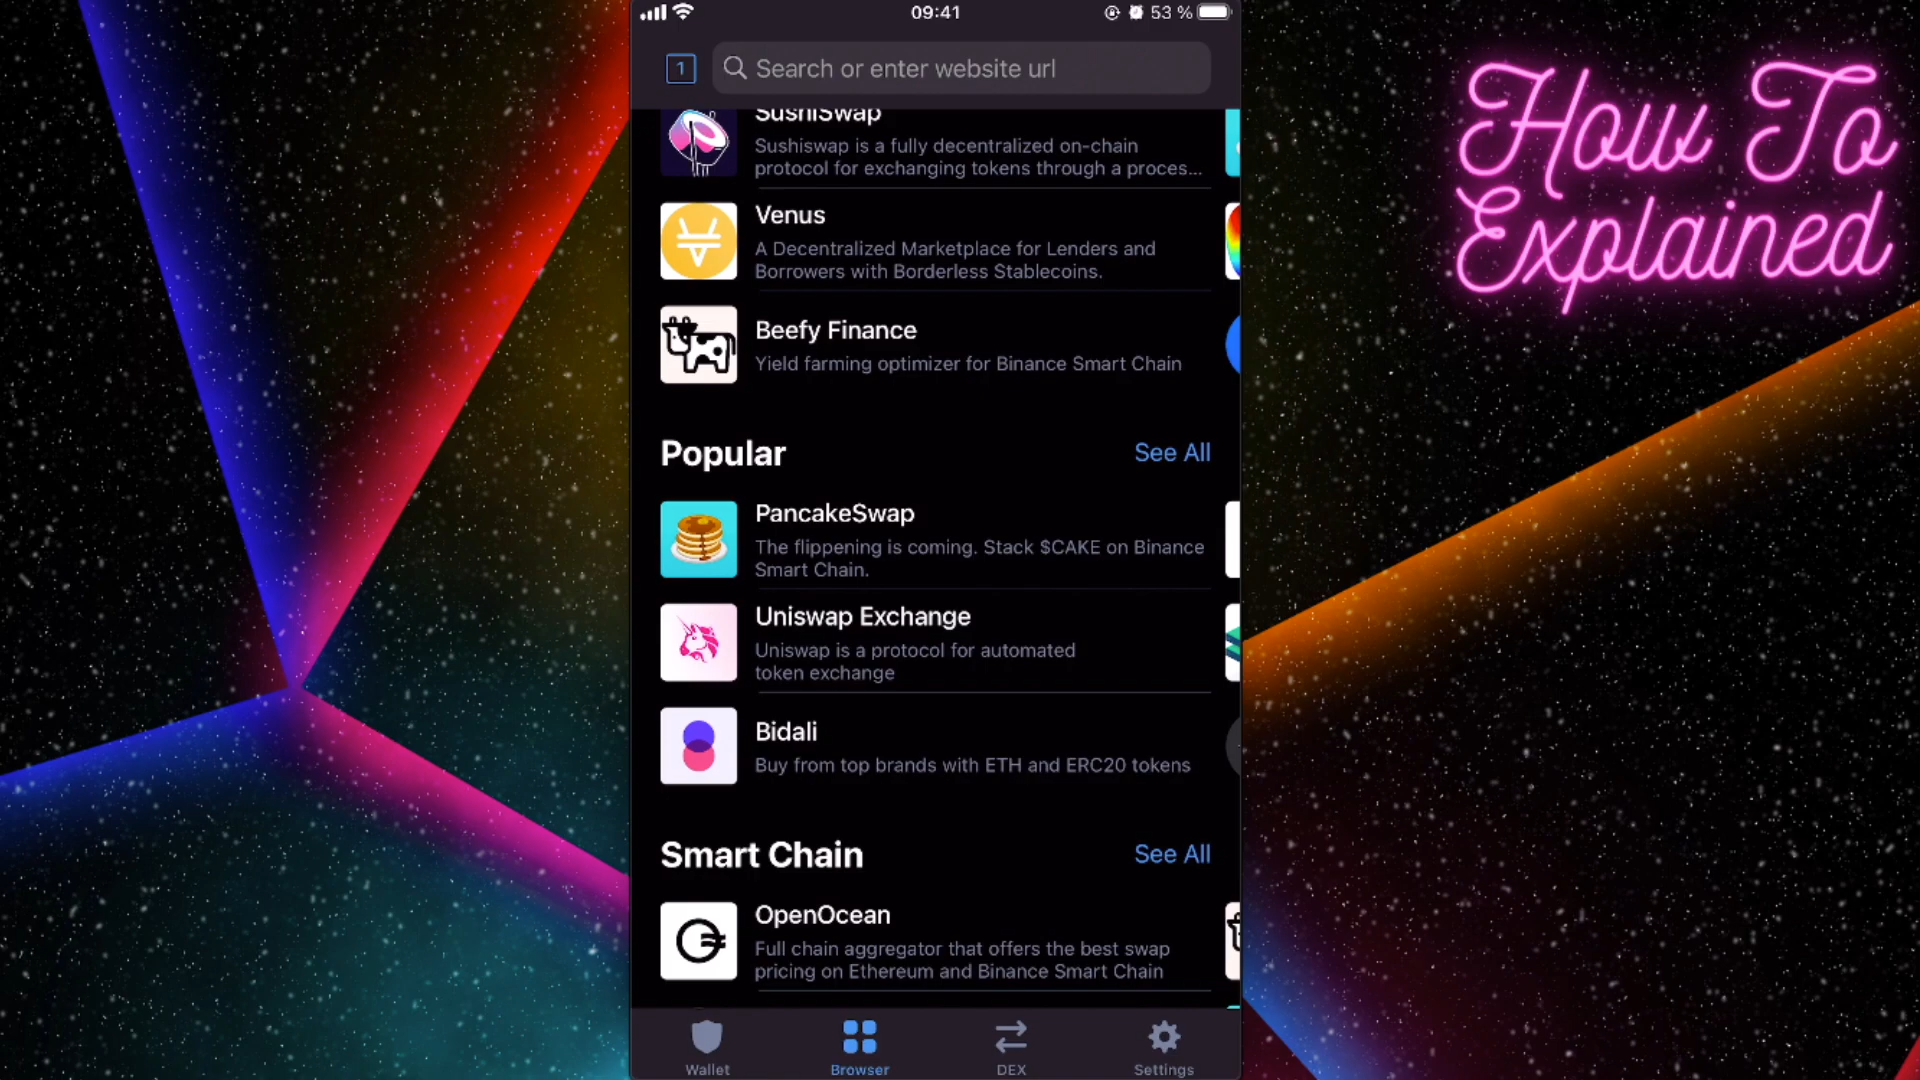 09:41
53 %
1
Search or enter website url
How To
Explained
SushiSwap
Sushiswap is a fully decentralized on-chain
protocol for exchanging tokens through a proces...
Venus
A Decentralized Marketplace for Lenders and
Borrowers with Borderless Stablecoins.
Beefy Finance
Yield farming optimizer for Binance Smart Chain
Popular
See All
PancakeSwap
The flippening is coming. Stack $CAKE on Binance
Smart Chain.
Uniswap Exchange
Uniswap is a protocol for automated
token exchange
Bidali
Buy from top brands with ETH and ERC20 tokens
Smart Chain
See All
OpenOcean
Full chain aggregator that offers the best swap
pricing on Ethereum and Binance Smart Chain
Wallet
Browser
DEX
Settings